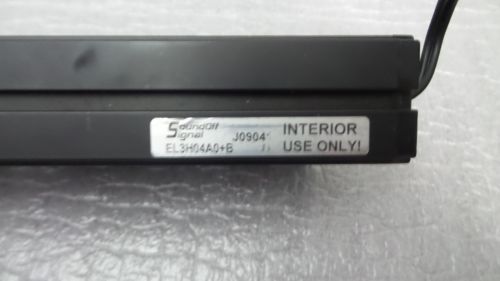 SoundOff
Signal
J0904
EL3H04A0+B
INTERIOR
USE ONLY!